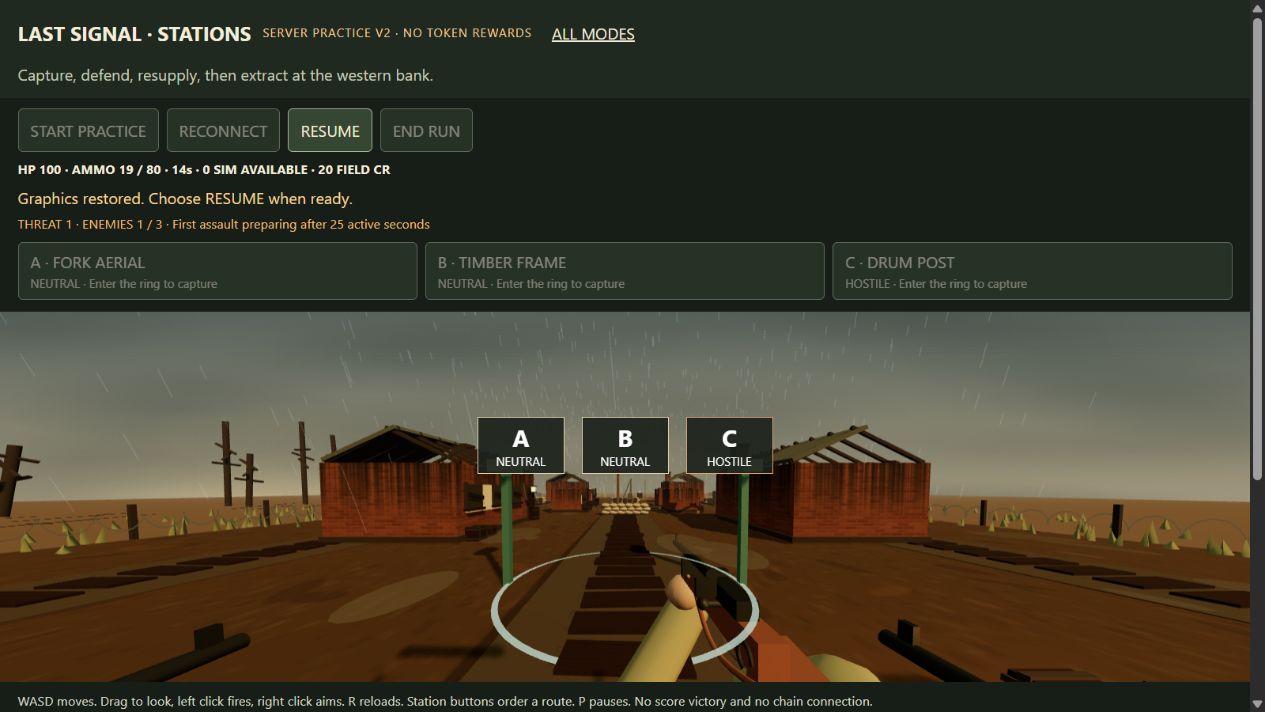 LAST SIGNAL · STATIONS SERVER PRACTICE V2 · NO TOKEN REWARDS ALL MODES
Capture, defend, resupply, then extract at the western bank.
START PRACTICE RECONNECT RESUME END RUN
HP 100 · AMMO 19 / 80 · 14s · 0 SIM AVAILABLE · 20 FIELD CR
Graphics restored. Choose RESUME when ready.
THREAT 1 · ENEMIES 1 / 3 · First assault preparing after 25 active seconds
A · FORK AERIAL
NEUTRAL · Enter the ring to capture
B · TIMBER FRAME
NEUTRAL · Enter the ring to capture
C · DRUM POST
HOSTILE · Enter the ring to capture
A
NEUTRAL
B
NEUTRAL
C
HOSTILE
WASD moves. Drag to look, left click fires, right click aims. R reloads. Station buttons order a route. P pauses. No score victory and no chain connection.